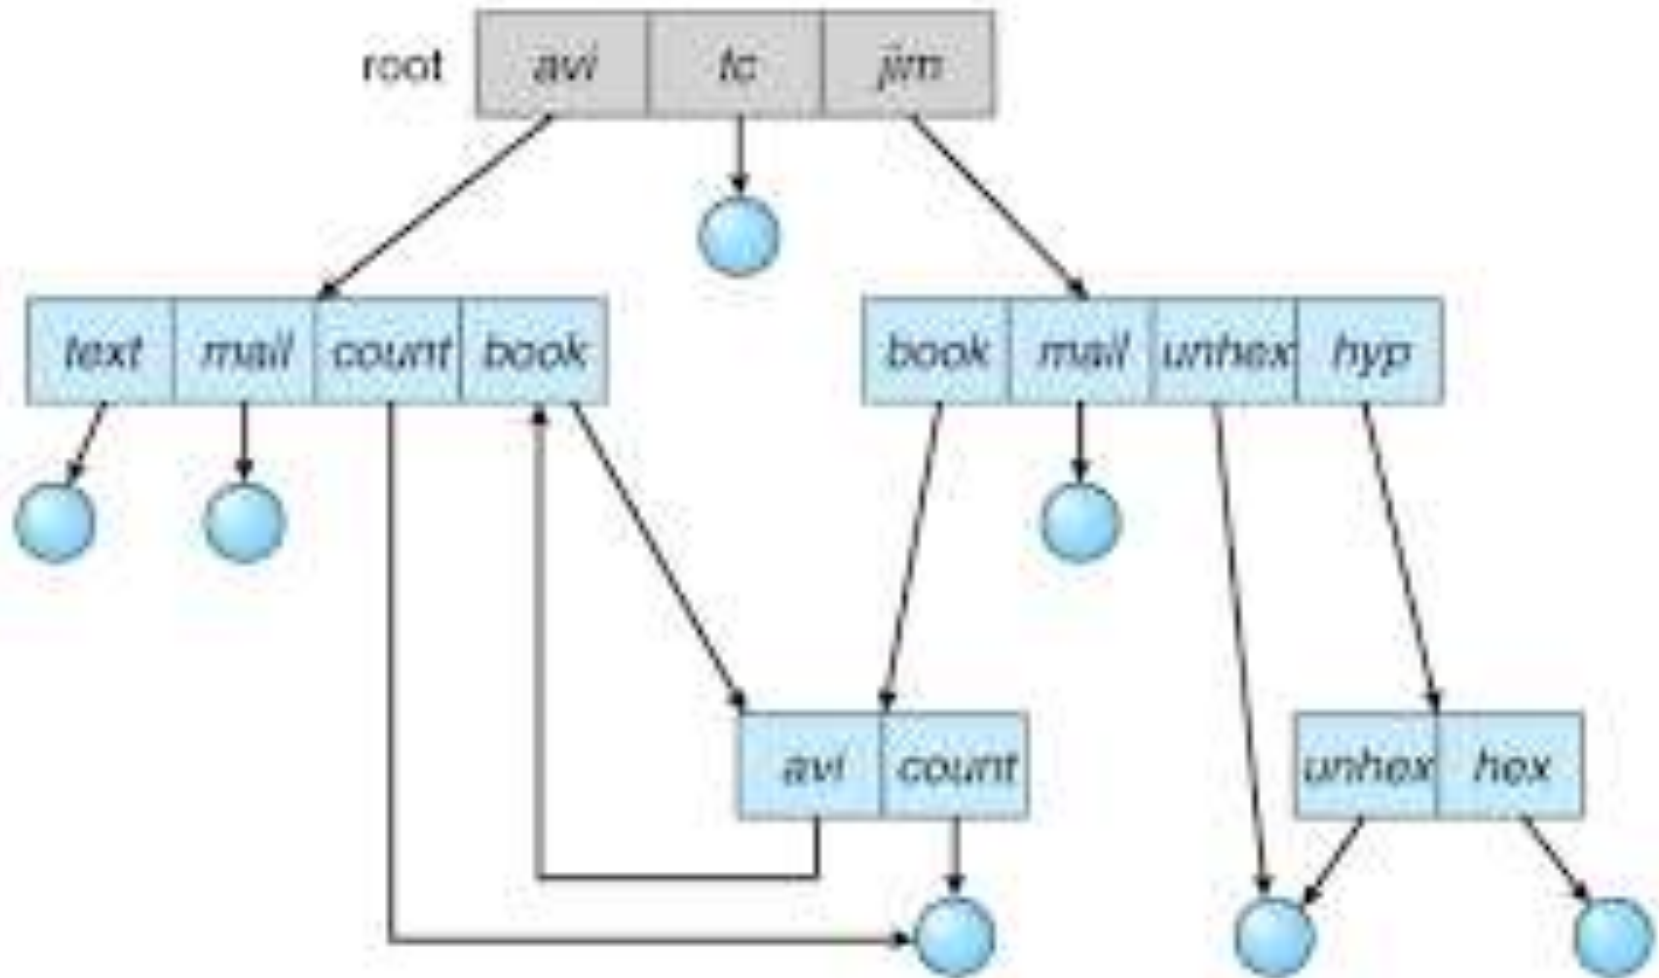 root avi tc jim
text mail count book book mail unhex hyp
avi count unhex hex